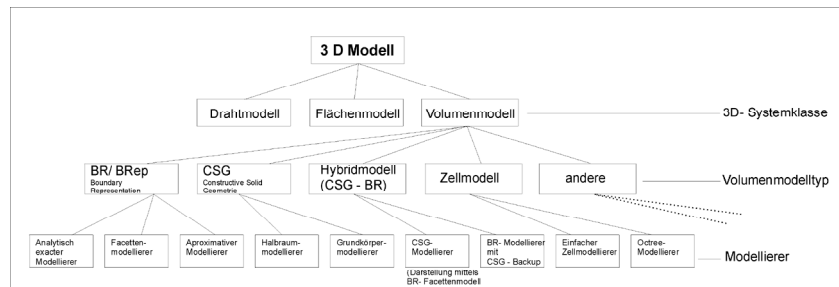 3 D Modell
Drahtmodell
Flächenmodell
Volumenmodell
3D- Systemklasse
BR/ BRep
Boundary
Representation
CSG
Constructive Solid
Geometrie
Hybridmodell
(CSG - BR)
Zellmodell
andere
Volumenmodelltyp
Analytisch
exacter
Modellierer
Facetten-
modellierer
Aproximativer
Modellierer
Halbraum-
modellierer
Grundkörper-
modellierer
CSG-
Modellierer
(Darstellung mittels
BR- Facettenmodell
BR- Modellierer
mit
CSG - Backup
Einfacher
Zellmodellierer
Octree-
Modellierer
Modellierer